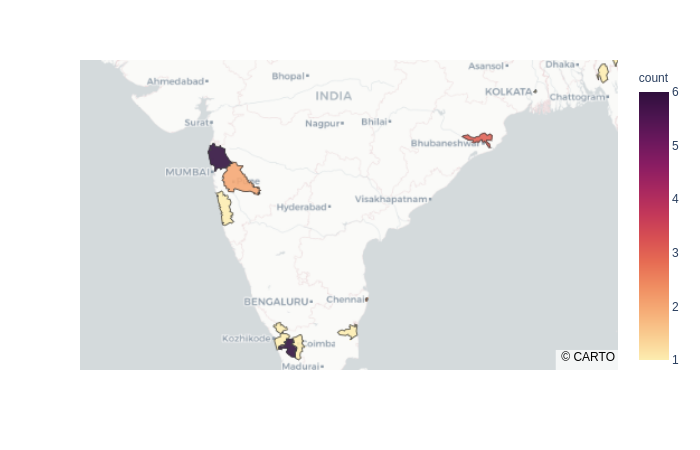 Asansol
Dhaka
count
Bhopal
Ahmedabad
KOLKATA
6
INDIA
Chattogram
Surat
Nagpur
Bhilai
Bhubaneshwar
5
MUMBAI
4
Visakhapatnam
Hyderabad
3
BENGALURU
Chennai
2
Kozhikode
Coimba
© CARTO
1
Madurai